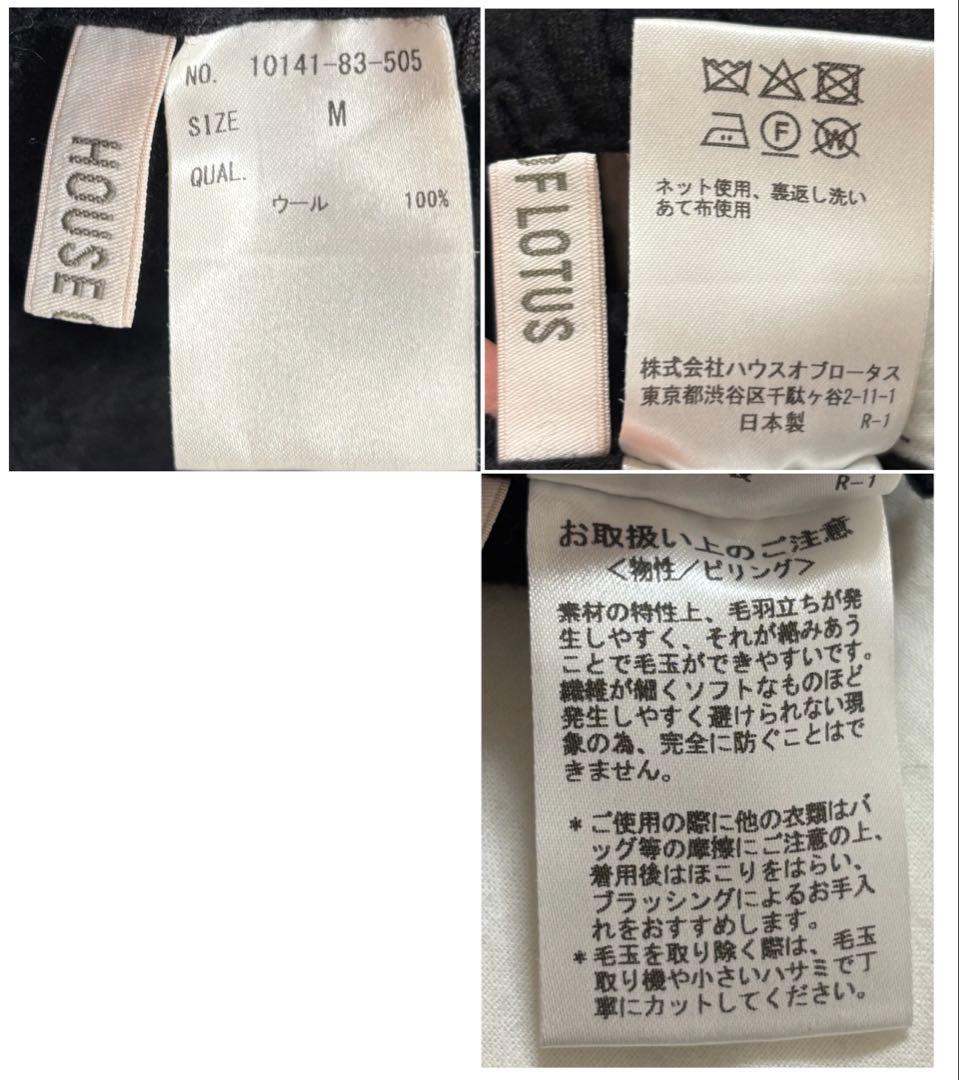 HOUSE O
NO. 10141-83-505
SIZE M
QUAL.
ウール 100%
F
W
ネット使用、裏返し洗い
あて布使用
OF LOTUS
株式会社ハウスオブロータス
東京都渋谷区千駄ヶ谷2-11-1
日本製 R-1
R-1
お取扱い上のご注意
<物性/ピリング>
素材の特性上、毛羽立ちが発
生しやすく、それが絡みあう
ことで毛玉ができやすいです。
繊維が細くソフトなものほど
発生しやすく避けられない現
象の為、完全に防ぐことはで
きません。
* ご使用の際に他の衣類はバ
ッグ等の摩擦にご注意の上、
着用後はほこりをはらい、
ブラッシングによるお手入
れをおすすめします。
* 毛玉を取り除く際は、毛玉
取り機や小さいハサミで丁
寧にカットしてください。